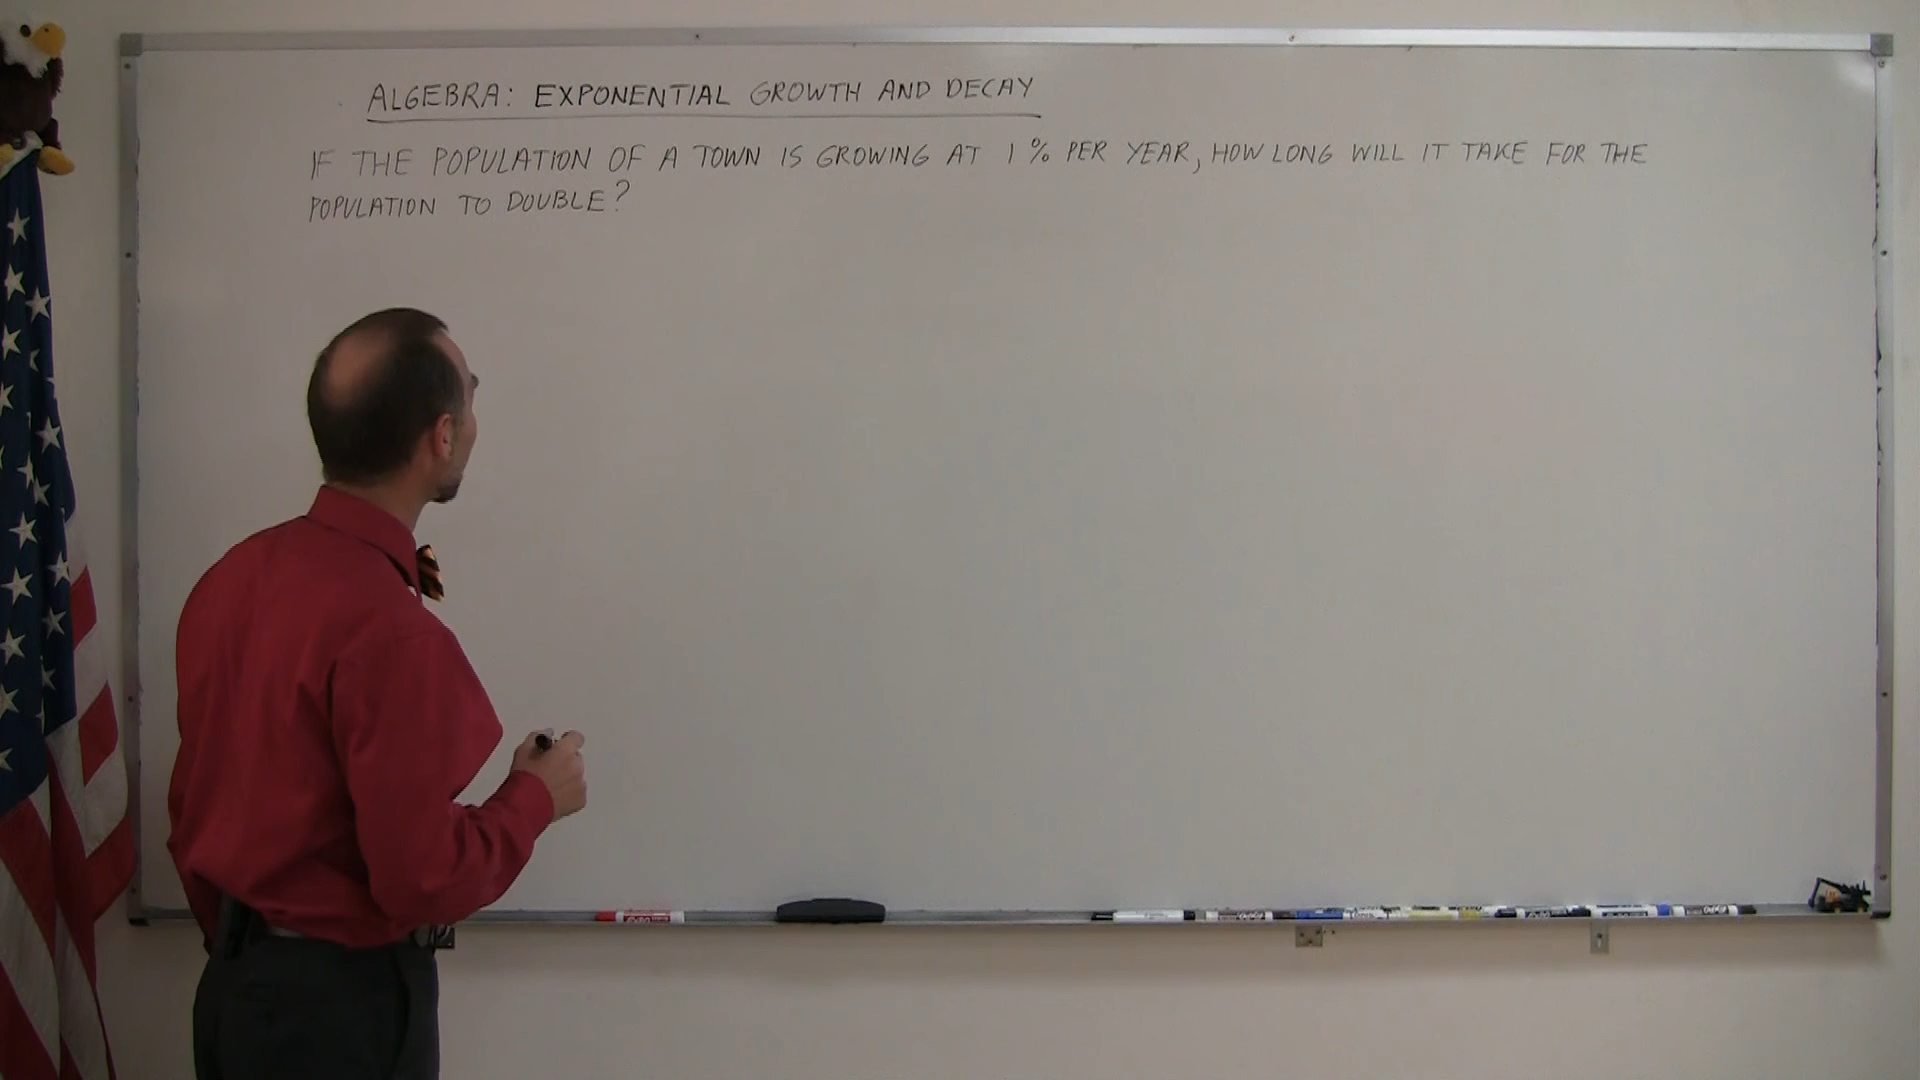 ALGEBRA: EXPONENTIAL GROWTH AND DECAY
IF THE POPULATION OF A TOWN IS GROWING AT 1% PER YEAR, HOW LONG WILL IT TAKE FOR THE
POPULATION TO DOUBLE?